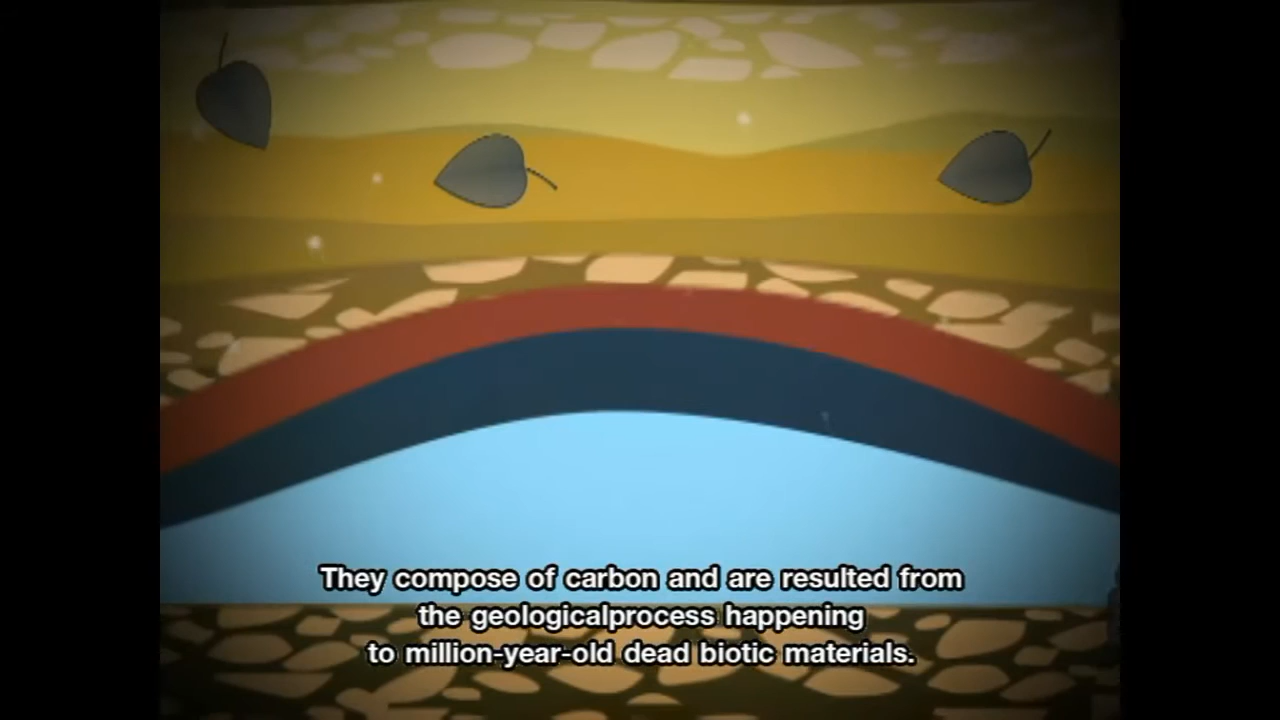 They compose of carbon and are resulted from
the geologicalprocess happening
to million-year-old dead biotic materials.